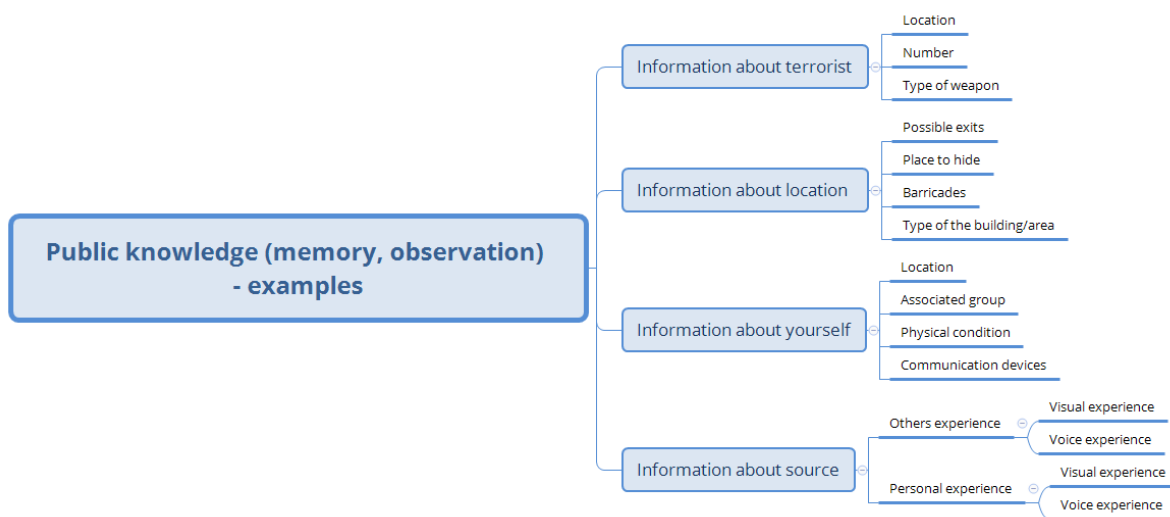 Public knowledge (memory, observation)
- examples
Information about terrorist
Location
Number
Type of weapon
Information about location
Possible exits
Place to hide
Barricades
Type of the building/area
Information about yourself
Location
Associated group
Physical condition
Communication devices
Information about source
Others experience
Visual experience
Voice experience
Personal experience
Visual experience
Voice experience